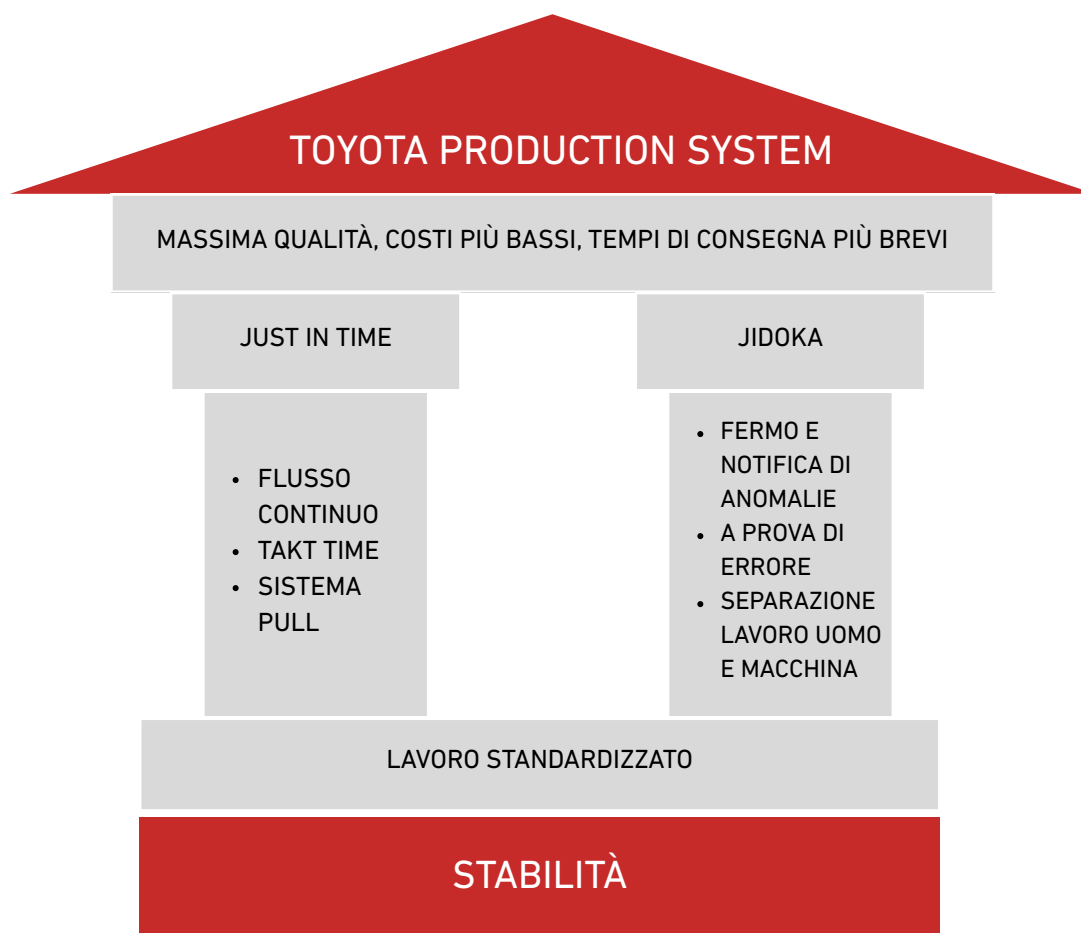 TOYOTA PRODUCTION SYSTEM
MASSIMA QUALITÀ, COSTI PIÙ BASSI, TEMPI DI CONSEGNA PIÙ BREVI
JUST IN TIME
JIDOKA
• FLUSSO
CONTINUO
• TAKT TIME
• SISTEMA
PULL
• FERMO E
NOTIFICA DI
ANOMALIE
• A PROVA DI
ERRORE
• SEPARAZIONE
LAVORO UOMO
E MACCHINA
LAVORO STANDARDIZZATO
STABILITÀ